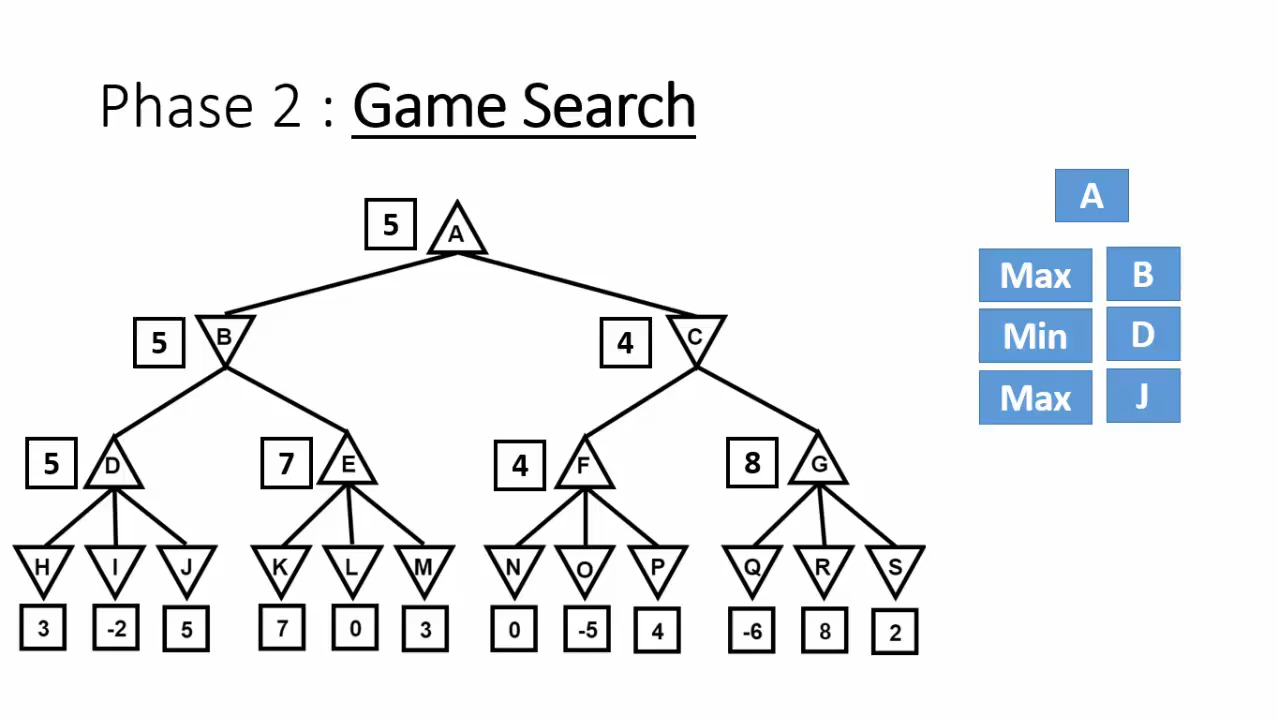 Phase 2 : Game Search
5 A
A
Max B
Min D
Max J
5 B 4 C
5 D 7 E 4 F 8 G
H I J K L M N O P Q R S
3 -2 5 7 0 3 0 -5 4 -6 8 2